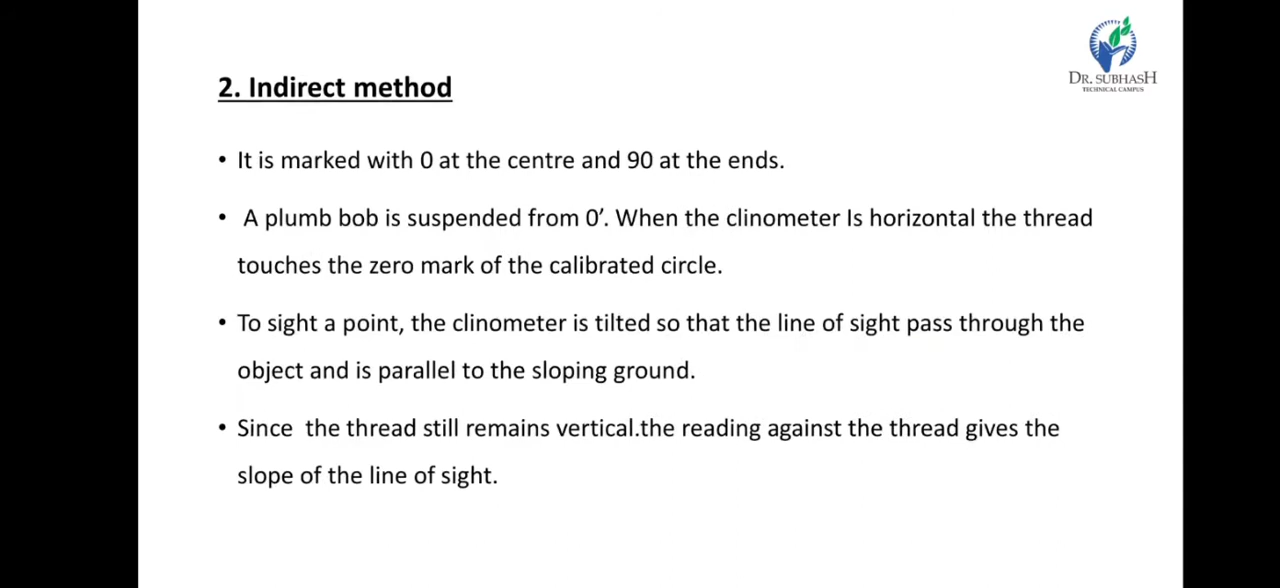 DR. SUBHASH
TECHNICAL CAMPUS
2. Indirect method
• It is marked with 0 at the centre and 90 at the ends.
• A plumb bob is suspended from 0’. When the clinometer Is horizontal the thread
touches the zero mark of the calibrated circle.
• To sight a point, the clinometer is tilted so that the line of sight pass through the
object and is parallel to the sloping ground.
• Since the thread still remains vertical.the reading against the thread gives the
slope of the line of sight.